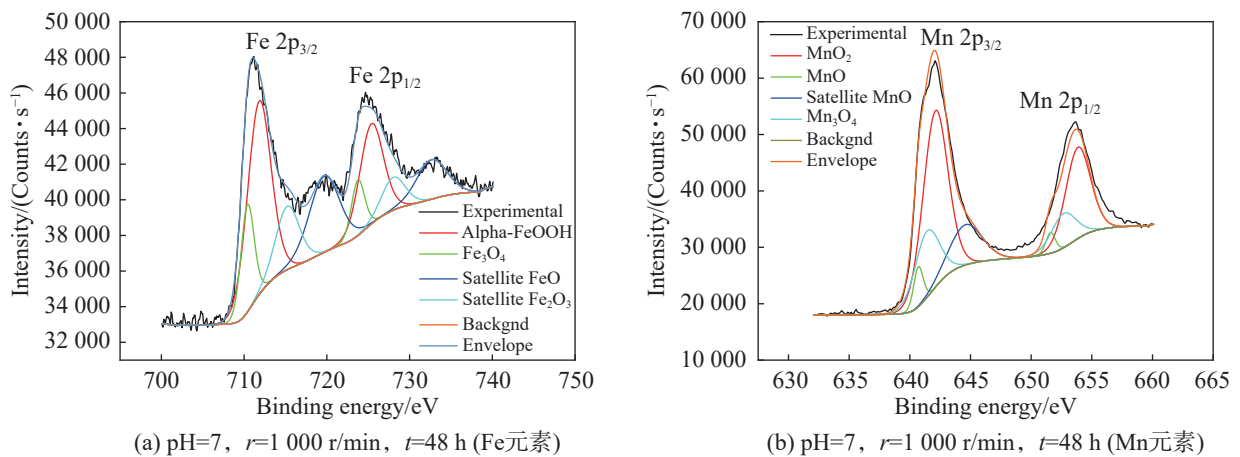 50 000
48 000
46 000
44 000
42 000
40 000
38 000
36 000
34 000
32 000
Intensity/(Counts·s⁻¹)
Fe 2p₃/₂
Fe 2p₁/₂
Experimental
Alpha-FeOOH
Fe₃O₄
Satellite FeO
Satellite Fe₂O₃
Backgnd
Envelope
700 710 720 730 740 750
Binding energy/eV
(a) pH=7，r=1 000 r/min，t=48 h (Fe元素)
70 000
60 000
50 000
40 000
30 000
20 000
10 000
Intensity/(Counts·s⁻¹)
Experimental
MnO₂
MnO
Satellite MnO
Mn₃O₄
Backgnd
Envelope
Mn 2p₃/₂
Mn 2p₁/₂
630 635 640 645 650 655 660 665
Binding energy/eV
(b) pH=7，r=1 000 r/min，t=48 h (Mn元素)